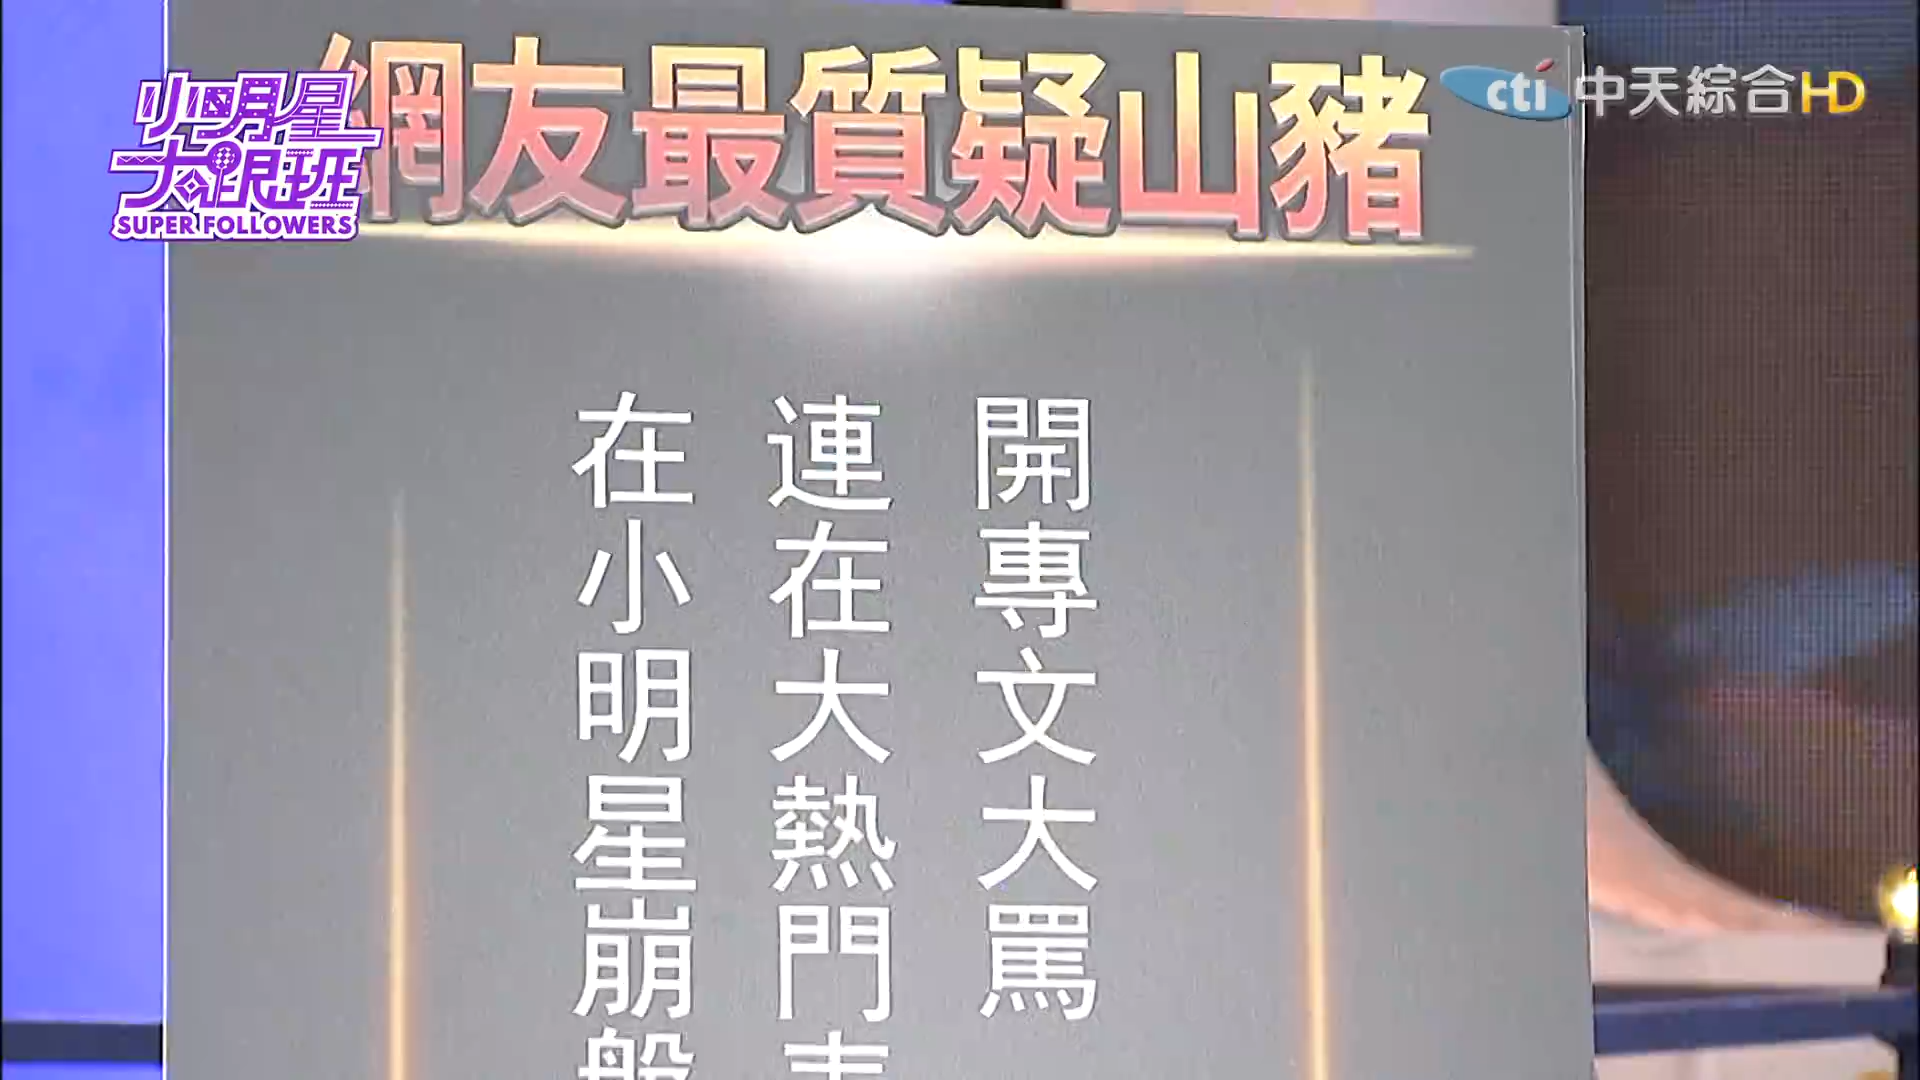 網友最質疑山豬
小明星
大跟班
SUPER FOLLOWERS
cti 中天綜合HD
開專文大罵
連在大熱門
在小明星崩